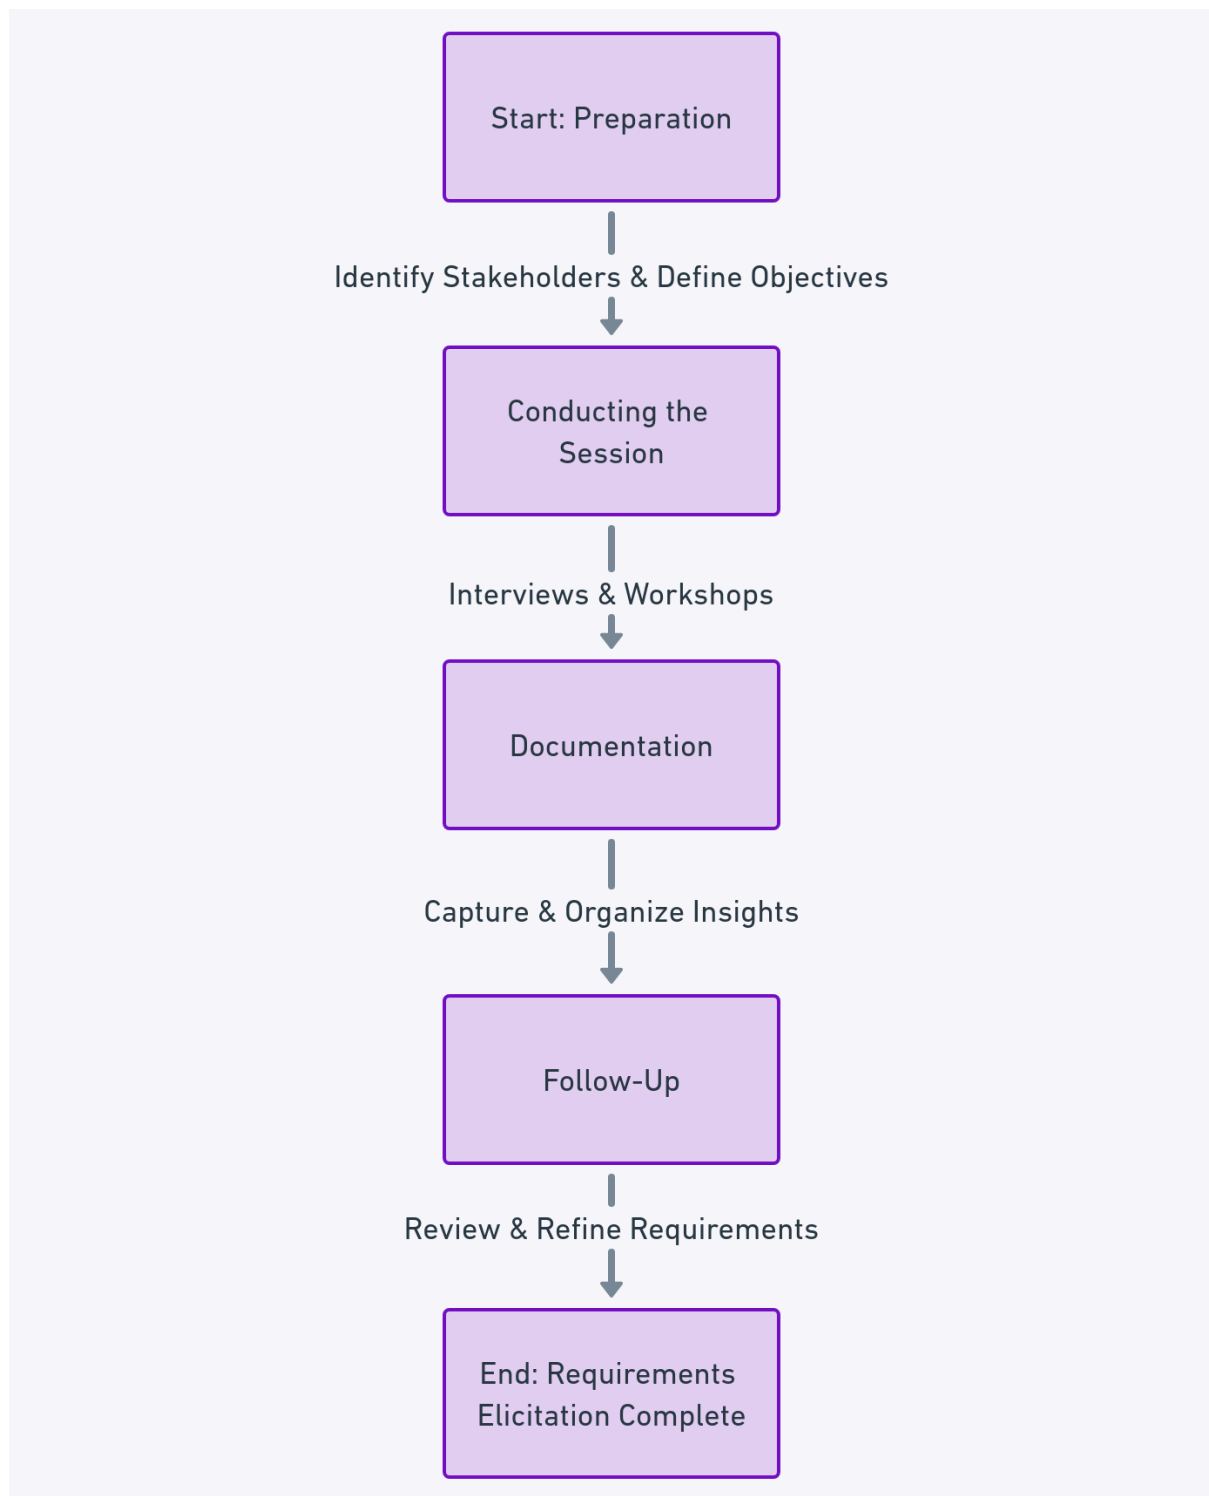 Start: Preparation
Identify Stakeholders & Define Objectives
Conducting the
Session
Interviews & Workshops
Documentation
Capture & Organize Insights
Follow-Up
Review & Refine Requirements
End: Requirements
Elicitation Complete